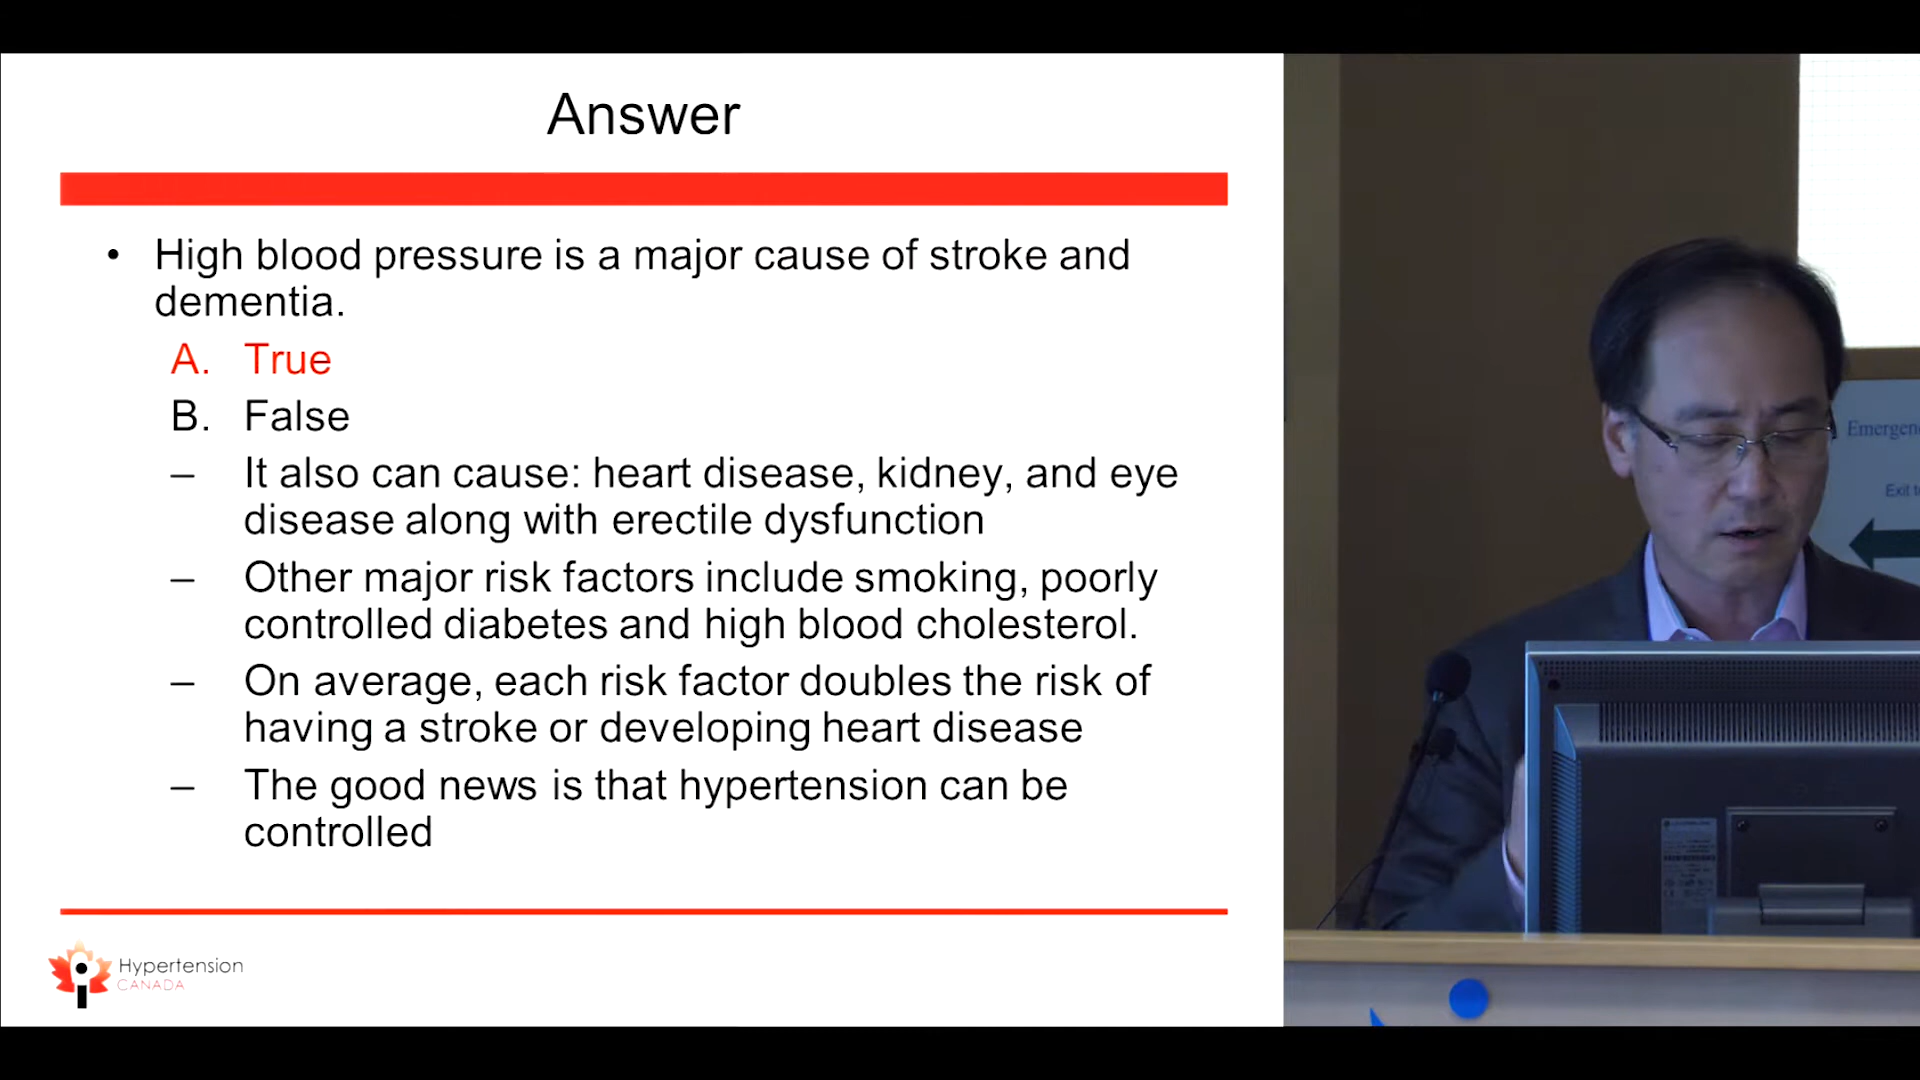 Answer
• High blood pressure is a major cause of stroke and
dementia.
A. True
B. False
– It also can cause: heart disease, kidney, and eye
disease along with erectile dysfunction
– Other major risk factors include smoking, poorly
controlled diabetes and high blood cholesterol.
– On average, each risk factor doubles the risk of
having a stroke or developing heart disease
– The good news is that hypertension can be
controlled
Hypertension
CANADA
Exit